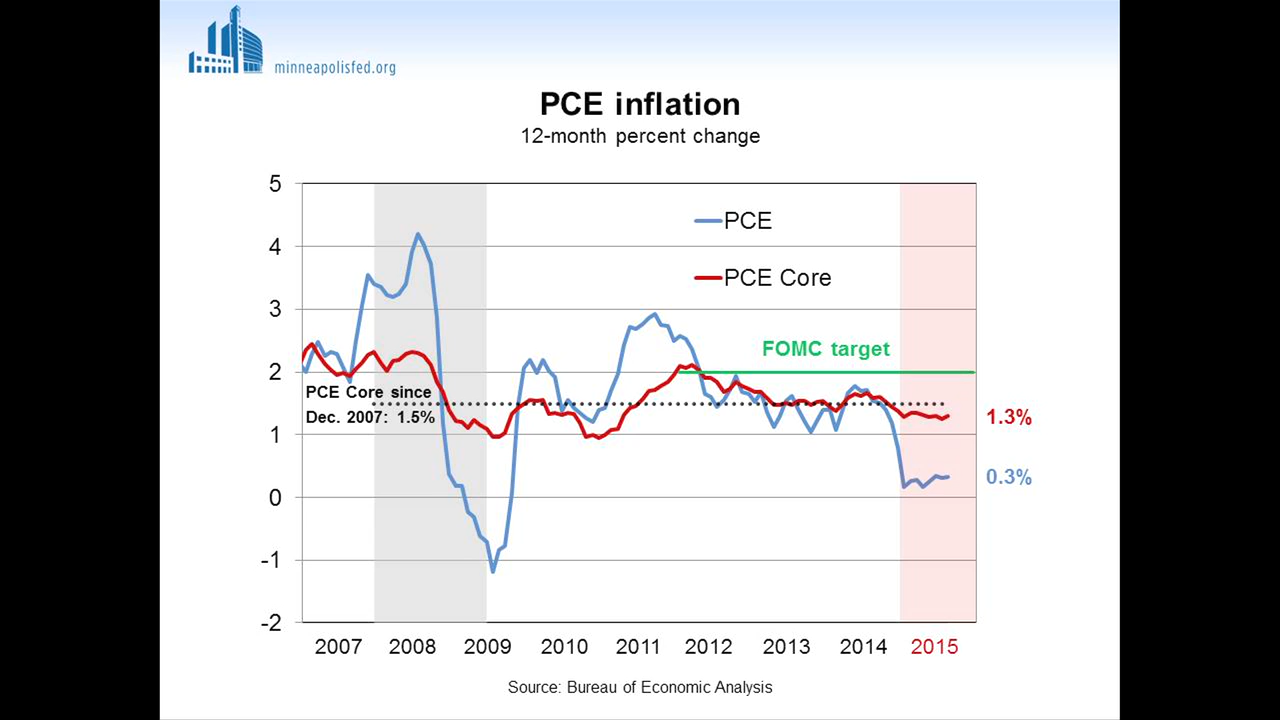 minneapolisfed.org
PCE inflation
12-month percent change
5
4
3
2
1
0
-1
-2
PCE
PCE Core
FOMC target
PCE Core since
Dec. 2007: 1.5%
1.3%
0.3%
2007 2008 2009 2010 2011 2012 2013 2014 2015
Source: Bureau of Economic Analysis